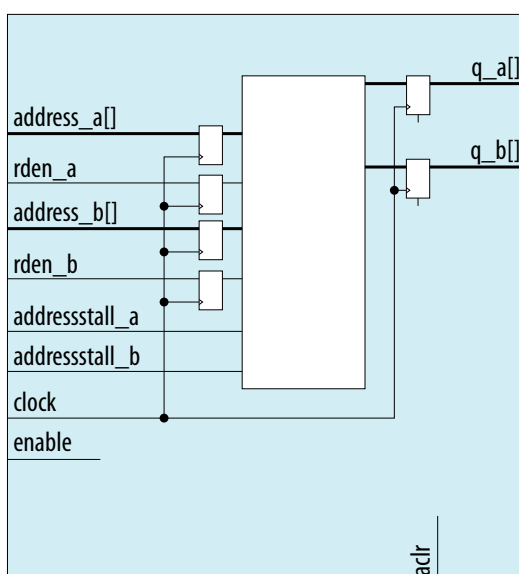 q_a[]
address_a[]
q_b[]
rden_a
address_b[]
rden_b
addressstall_a
addressstall_b
clock
enable
aclr